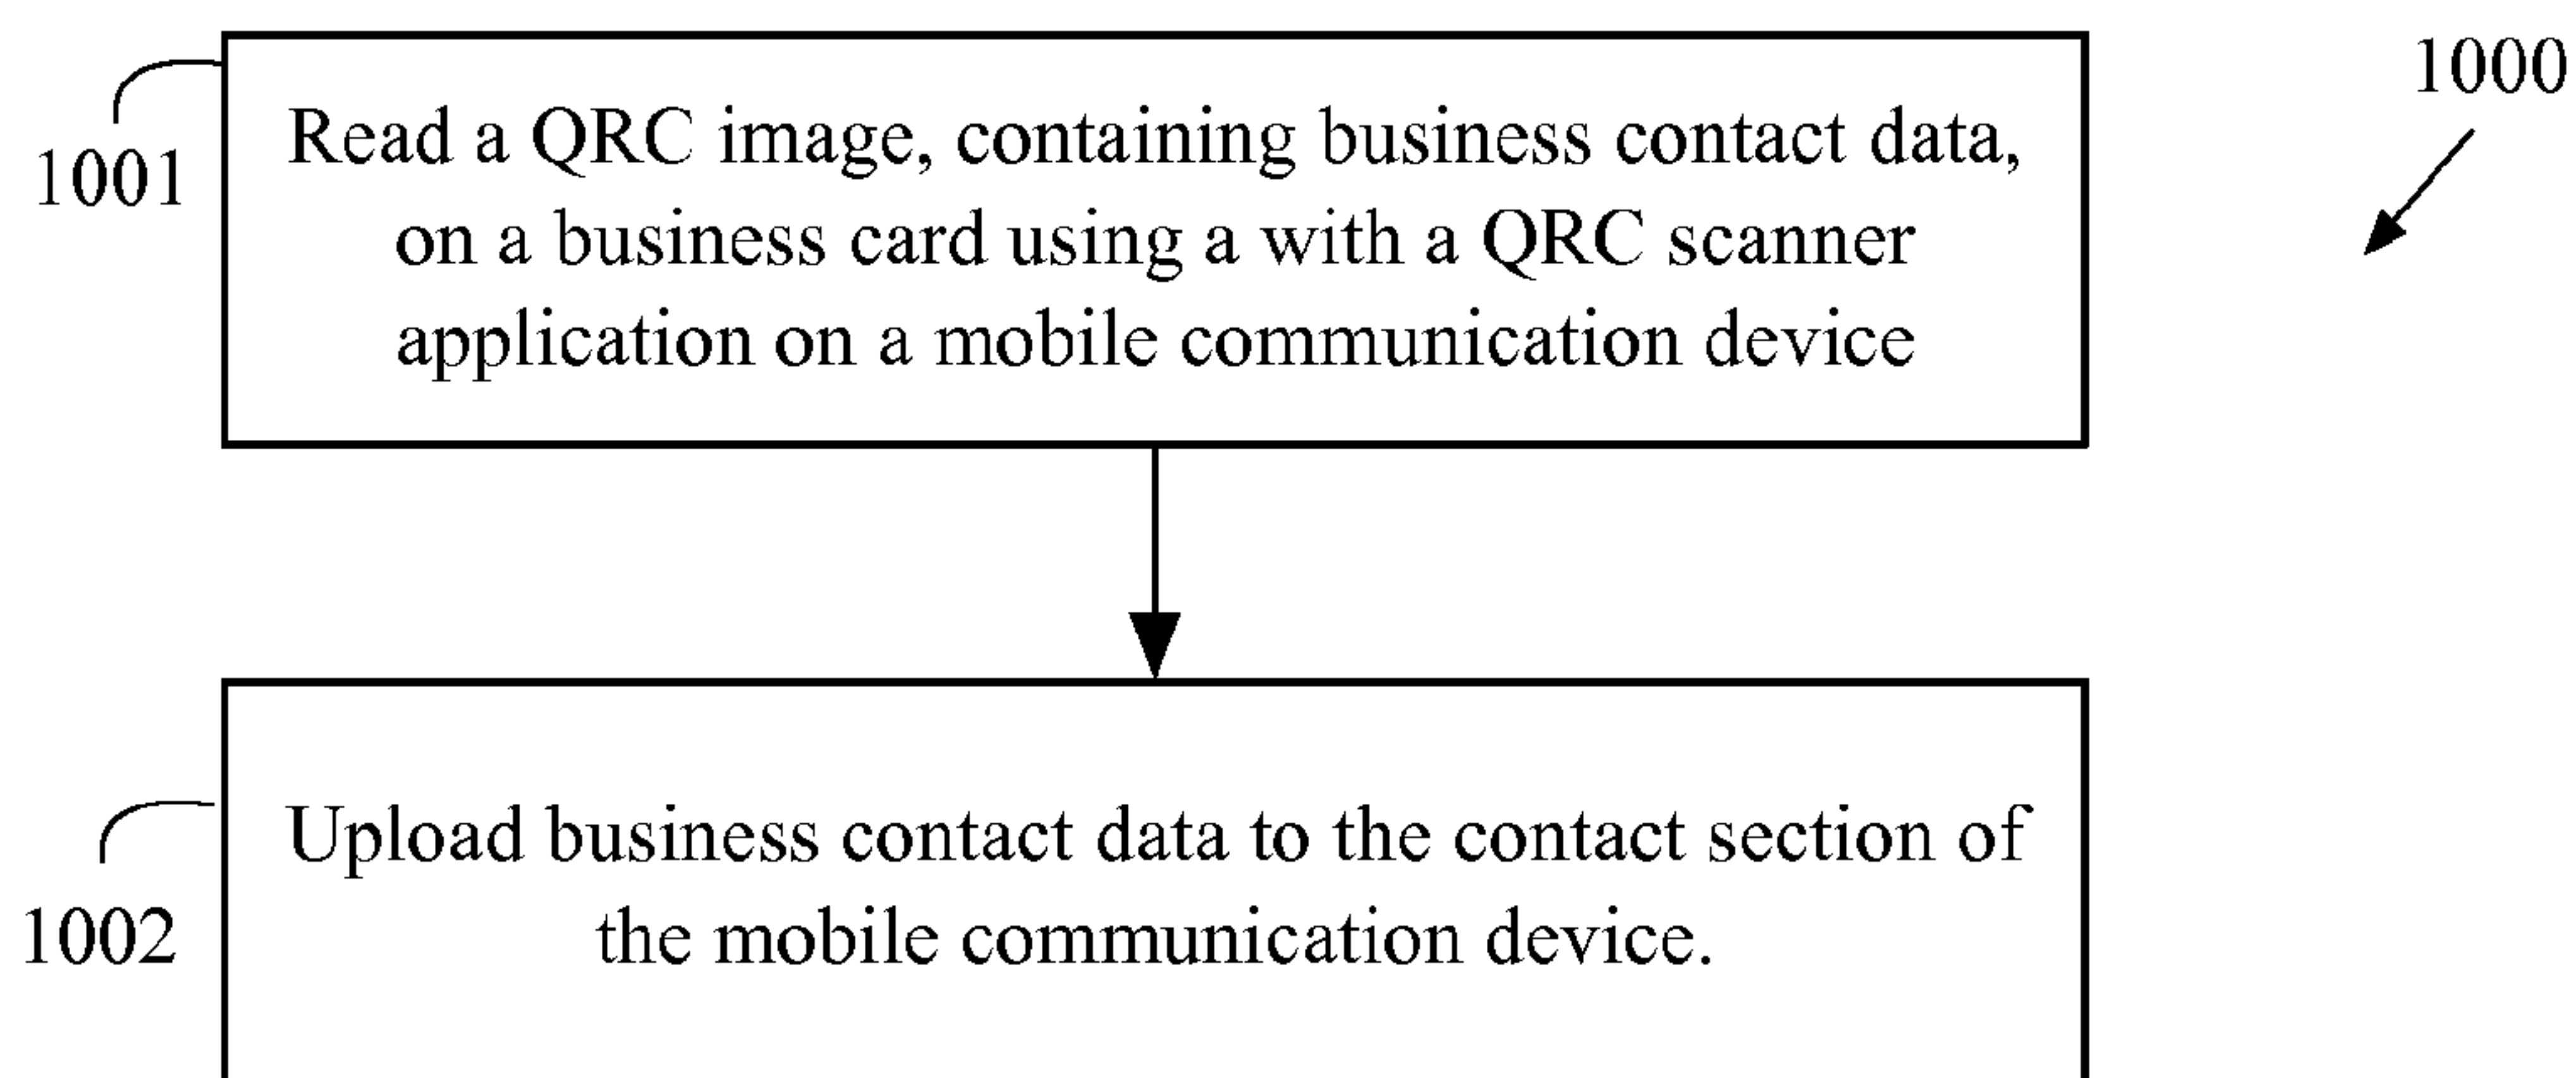 1000
1001
Read a QRC image, containing business contact data,
on a business card using a with a QRC scanner
application on a mobile communication device
1002
Upload business contact data to the contact section of
the mobile communication device.